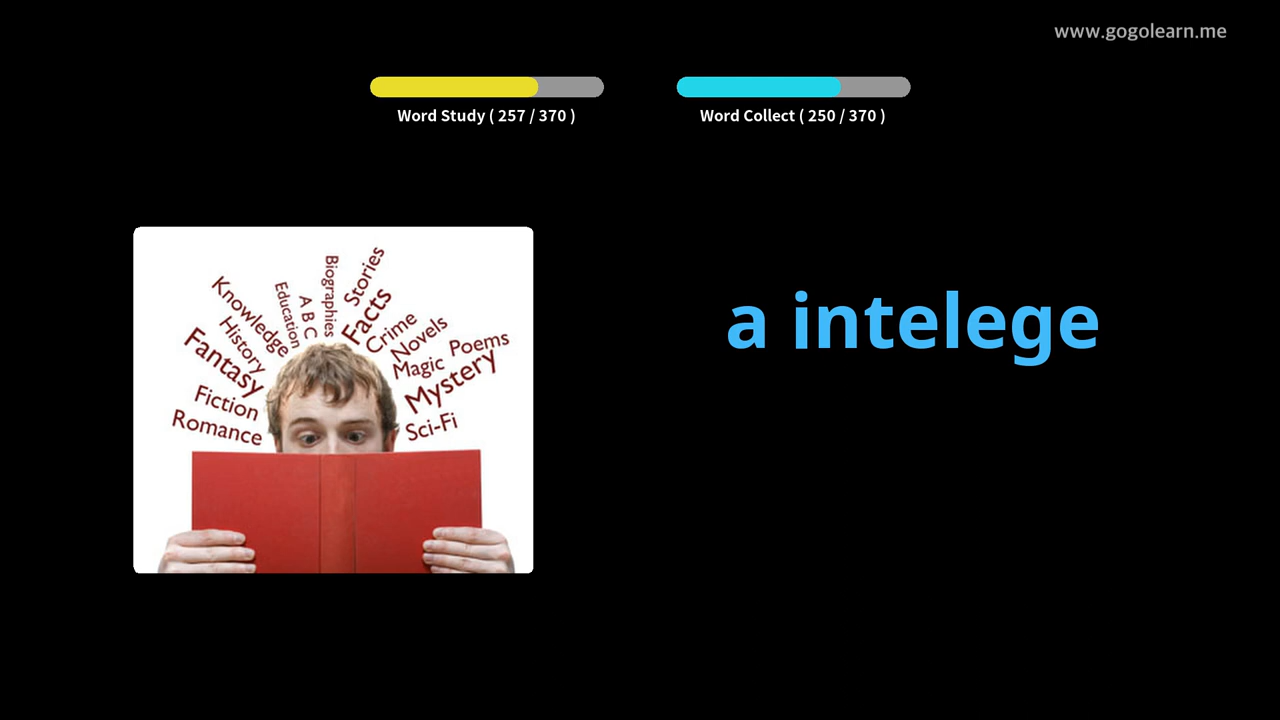 www.gogolearn.me
Word Study ( 257 / 370 )
Word Collect ( 250 / 370 )
Stories
Biographies
Knowledge
Education
A B C
Facts
History
Crime
Novels
Fantasy
Poems
Magic
Mystery
Fiction
Romance
Sci-Fi
a intelege